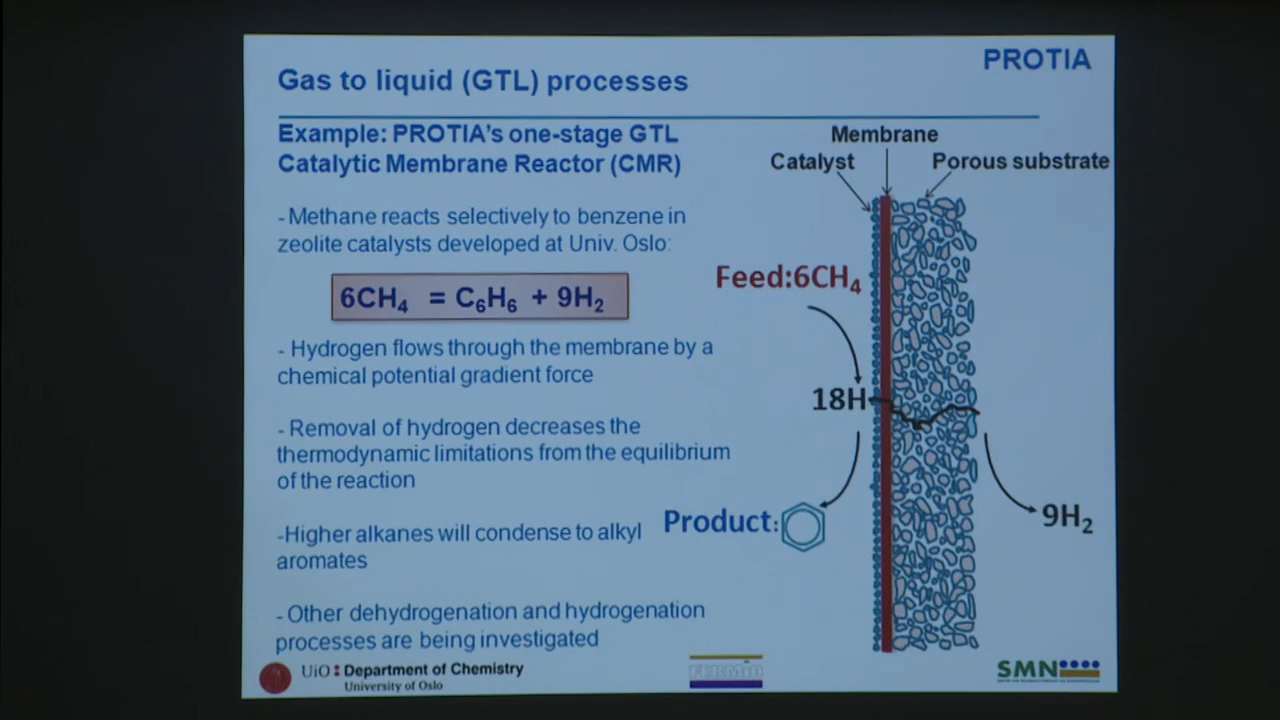 PROTIA
Gas to liquid (GTL) processes
Example: PROTIA's one-stage GTL
Catalytic Membrane Reactor (CMR)
- Methane reacts selectively to benzene in
zeolite catalysts developed at Univ. Oslo:
6CH₄ = C₆H₆ + 9H₂
- Hydrogen flows through the membrane by a
chemical potential gradient force
- Removal of hydrogen decreases the
thermodynamic limitations from the equilibrium
of the reaction
-Higher alkanes will condense to alkyl
aromates
- Other dehydrogenation and hydrogenation
processes are being investigated
Membrane
Catalyst
Porous substrate
Feed:6CH₄
18H
Product:
9H₂
UiO: Department of Chemistry
University of Oslo
FERMiO
SMN